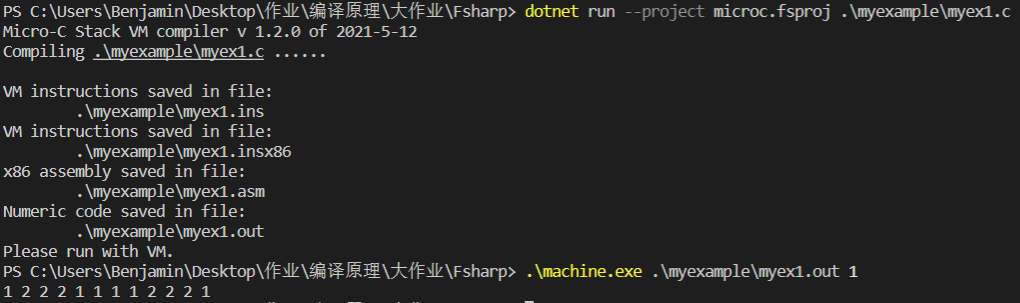 PS C:\Users\Benjamin\Desktop\作业\编译原理\大作业\Fsharp> dotnet run --project microc.fsproj .\myexample\myex1.c
Micro-C Stack VM compiler v 1.2.0 of 2021-5-12
Compiling .\myexample\myex1.c ......
VM instructions saved in file:
.\myexample\myex1.ins
VM instructions saved in file:
.\myexample\myex1.insx86
x86 assembly saved in file:
.\myexample\myex1.asm
Numeric code saved in file:
.\myexample\myex1.out
Please run with VM.
PS C:\Users\Benjamin\Desktop\作业\编译原理\大作业\Fsharp> .\machine.exe .\myexample\myex1.out 1
1 2 2 2 1 1 1 1 2 2 2 1